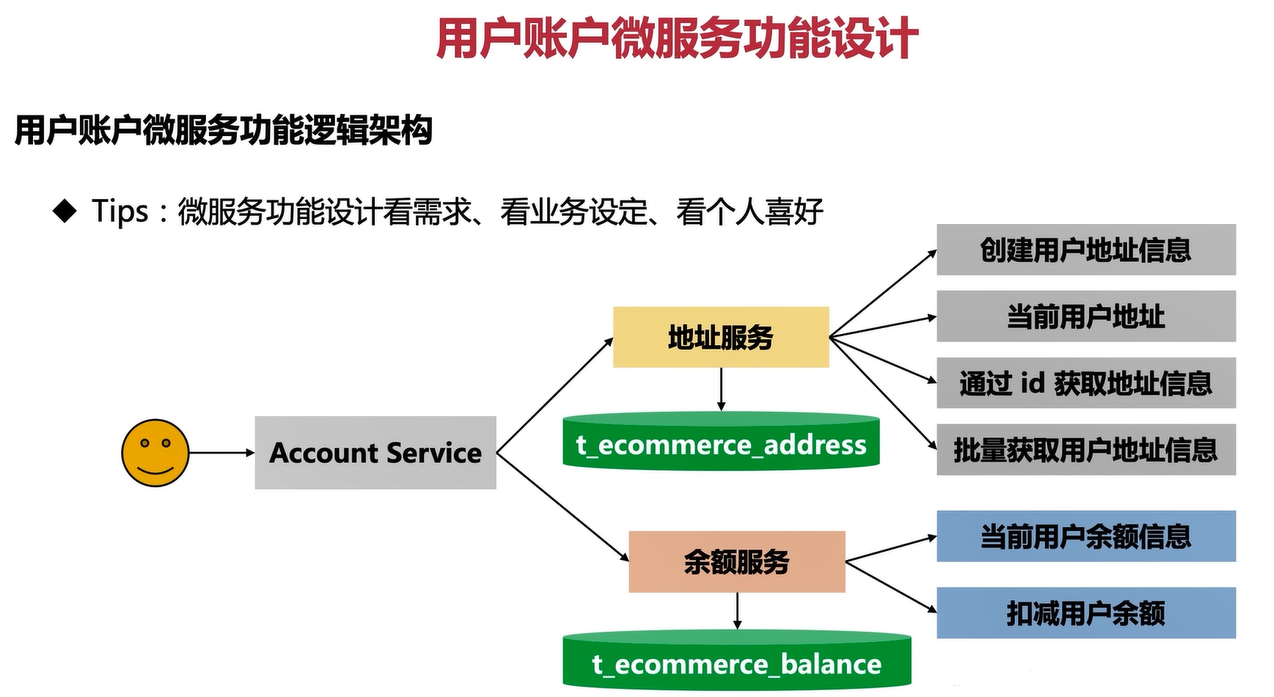 用户账户微服务功能设计
用户账户微服务功能逻辑架构
Tips：微服务功能设计看需求、看业务设定、看个人喜好
Account Service
地址服务
t_ecommerce_address
创建用户地址信息
当前用户地址
通过 id 获取地址信息
批量获取用户地址信息
余额服务
t_ecommerce_balance
当前用户余额信息
扣减用户余额